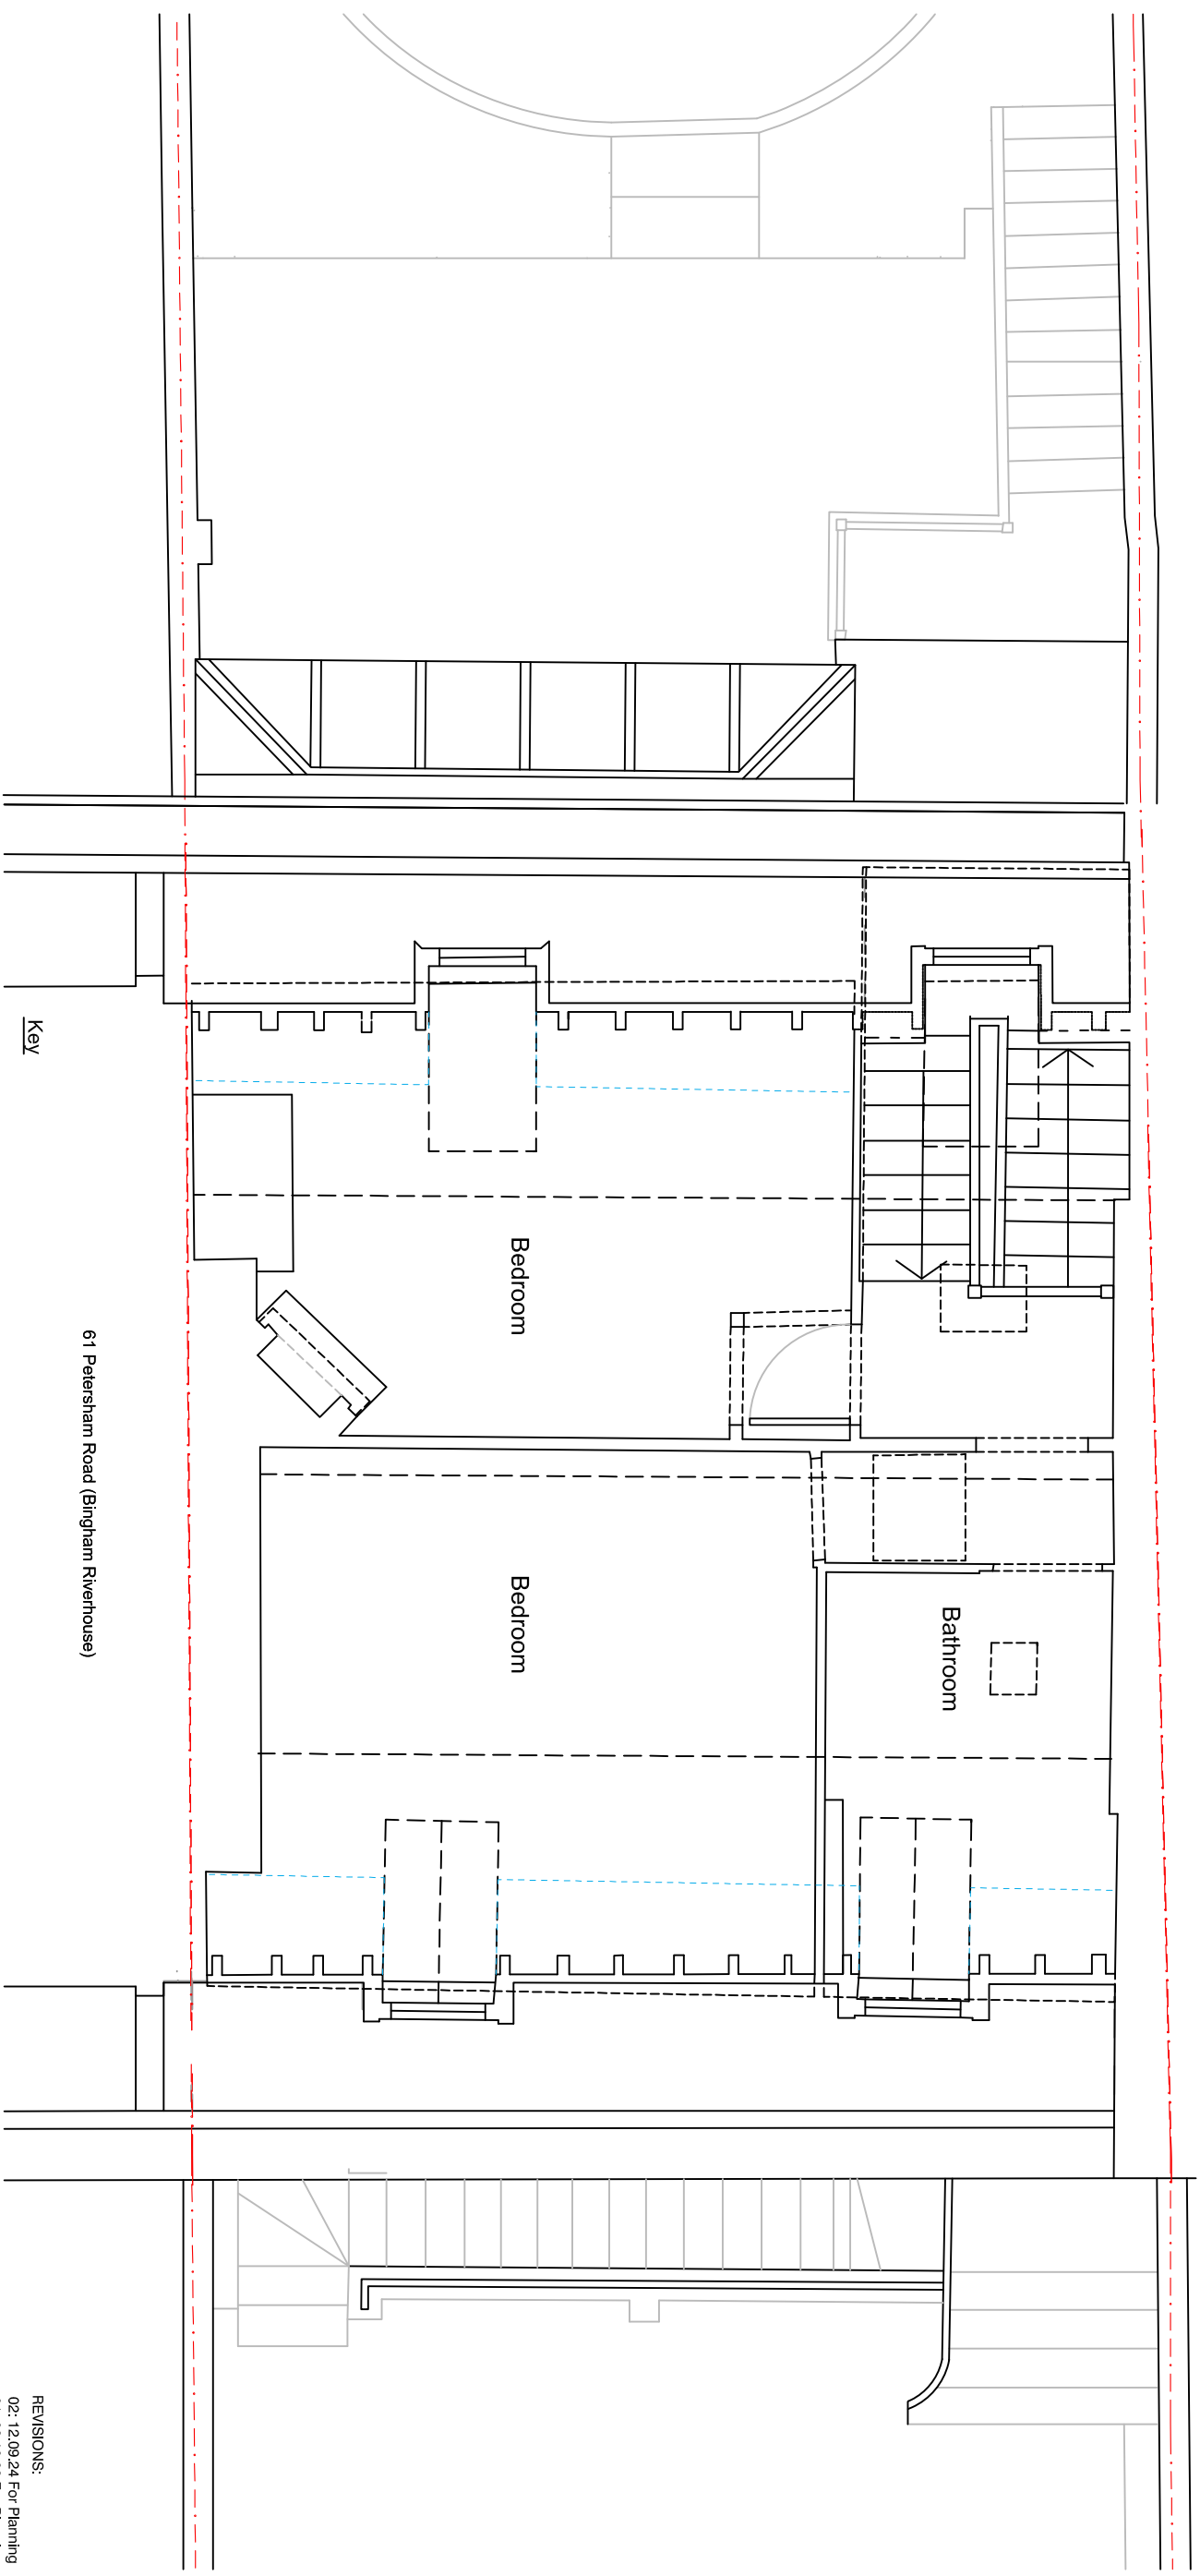 Bedroom
Bedroom
Bathroom
Key
61 Petersham Road (Bingham Riverhouse)
REVISIONS:
02: 12.09.24 For Planning